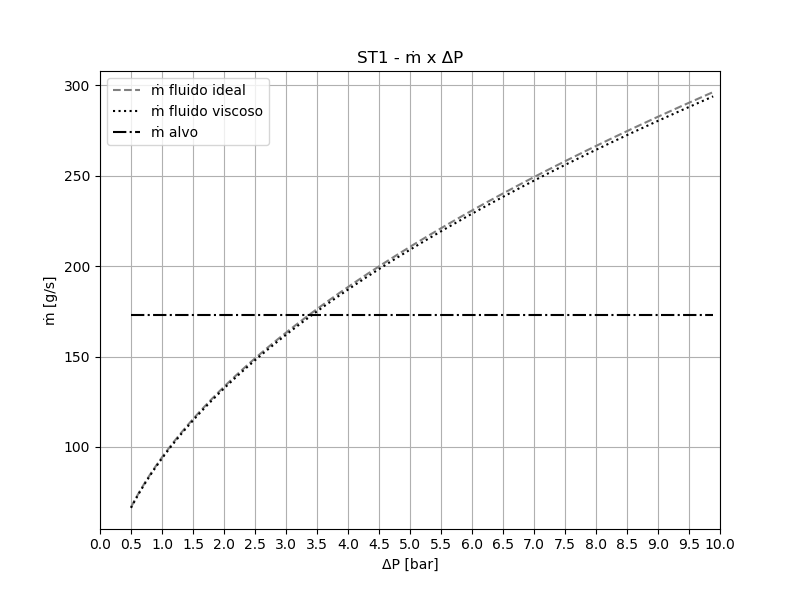 ST1 - ṁ x ΔP
ṁ fluido ideal
ṁ fluido viscoso
ṁ alvo
300
250
200
150
100
ṁ [g/s]
0.0 0.5 1.0 1.5 2.0 2.5 3.0 3.5 4.0 4.5 5.0 5.5 6.0 6.5 7.0 7.5 8.0 8.5 9.0 9.5 10.0
ΔP [bar]